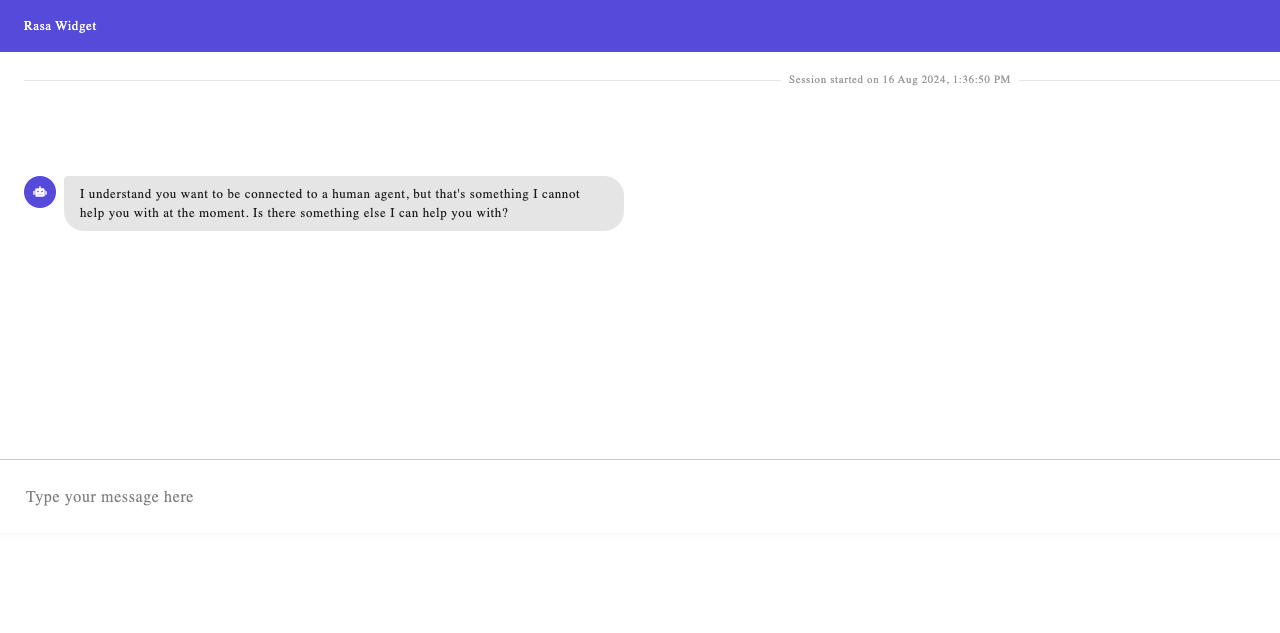 Rasa Widget
Session started on 16 Aug 2024, 1:36:50 PM
I understand you want to be connected to a human agent, but that's something I cannot
help you with at the moment. Is there something else I can help you with?
Type your message here